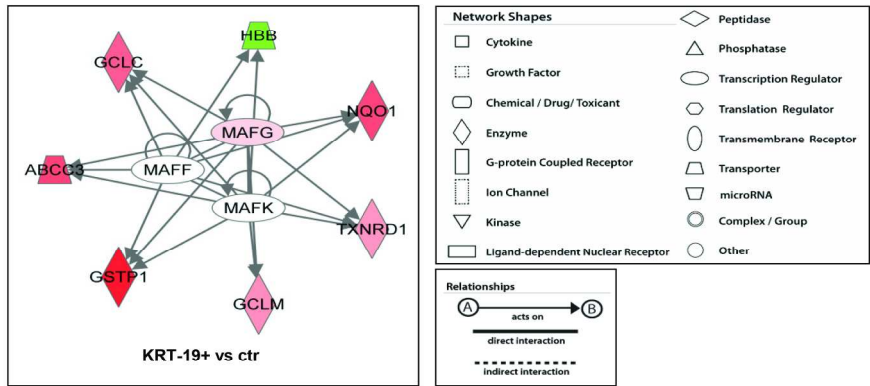 HBB
GCLC
NQO1
MAFG
ABCC3
MAFF
MAFK
TXNRD1
GSTP1
GCLM
KRT-19+ vs ctr
Network Shapes
Cytokine
Growth Factor
Chemical / Drug/ Toxicant
Enzyme
G-protein Coupled Receptor
Ion Channel
Kinase
Ligand-dependent Nuclear Receptor
Peptidase
Phosphatase
Transcription Regulator
Translation Regulator
Transmembrane Receptor
Transporter
microRNA
Complex / Group
Other
Relationships
A
B
acts on
direct interaction
indirect interaction